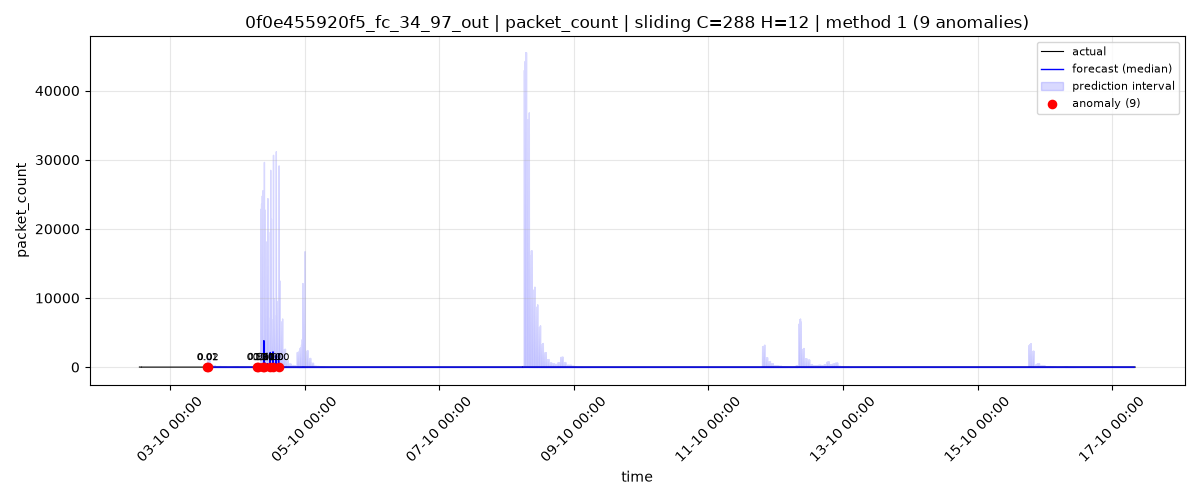 0f0e455920f5_fc_34_97_out | packet_count | sliding C=288 H=12 | method 1 (9 anomalies)
actual
forecast (median)
prediction interval
anomaly (9)
packet_count
40000
30000
20000
10000
0
03-10 00:00
05-10 00:00
07-10 00:00
09-10 00:00
11-10 00:00
13-10 00:00
15-10 00:00
17-10 00:00
time